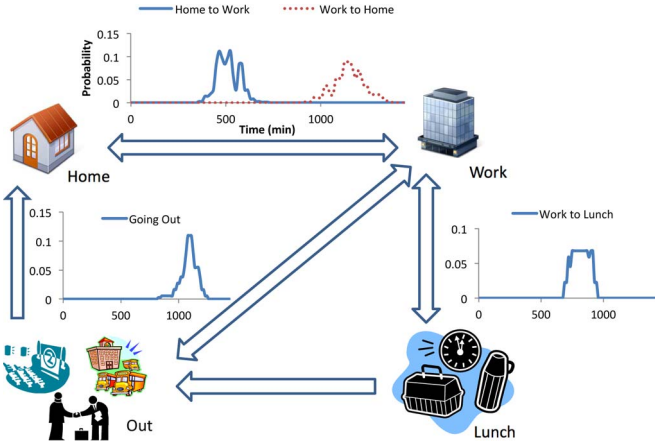 Home to Work Work to Home
Probability
0.15
0.1
0.05
0
0 500 1000
Time (min)
Home
Work
Going Out
0.15
0.1
0.05
0
0 500 1000
Work to Lunch
0.1
0.05
0
0 500 1000
Out
Lunch